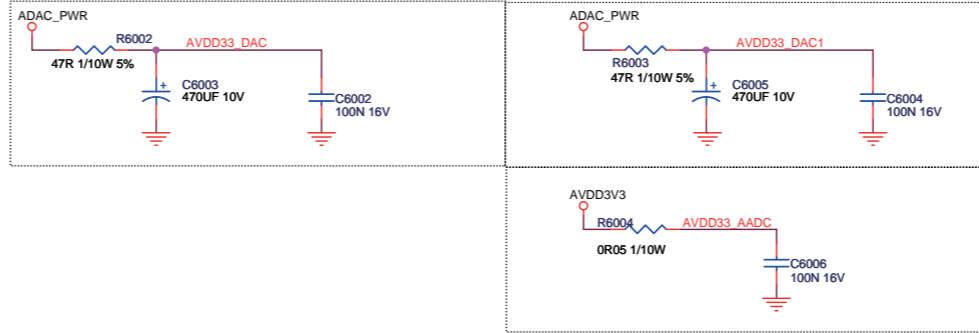 ADAC_PWR
R6002
AVDD33_DAC
47R 1/10W 5%
C6003
470UF 10V
C6002
100N 16V
ADAC_PWR
AVDD33_DAC1
R6003
47R 1/10W 5%
C6005
470UF 10V
C6004
100N 16V
AVDD3V3
R6004
AVDD33_AADC
0R05 1/10W
C6006
100N 16V